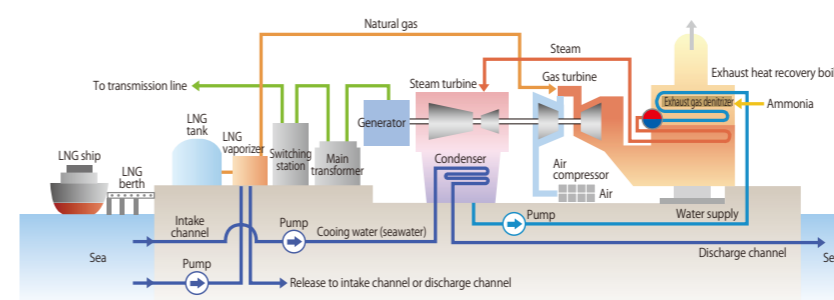 Natural gas
Steam
To transmission line
Steam turbine
Gas turbine
Exhaust heat recovery boi
Exhaust gas denitrizer
Ammonia
Generator
LNG
tank
LNG
vaporizer
Switching
station
Main
transformer
LNG ship
LNG
berth
Condenser
Air
compressor
Air
Intake
channel
Pump
Cooing water (seawater)
Pump
Water supply
Sea
Pump
Release to intake channel or discharge channel
Discharge channel
Se